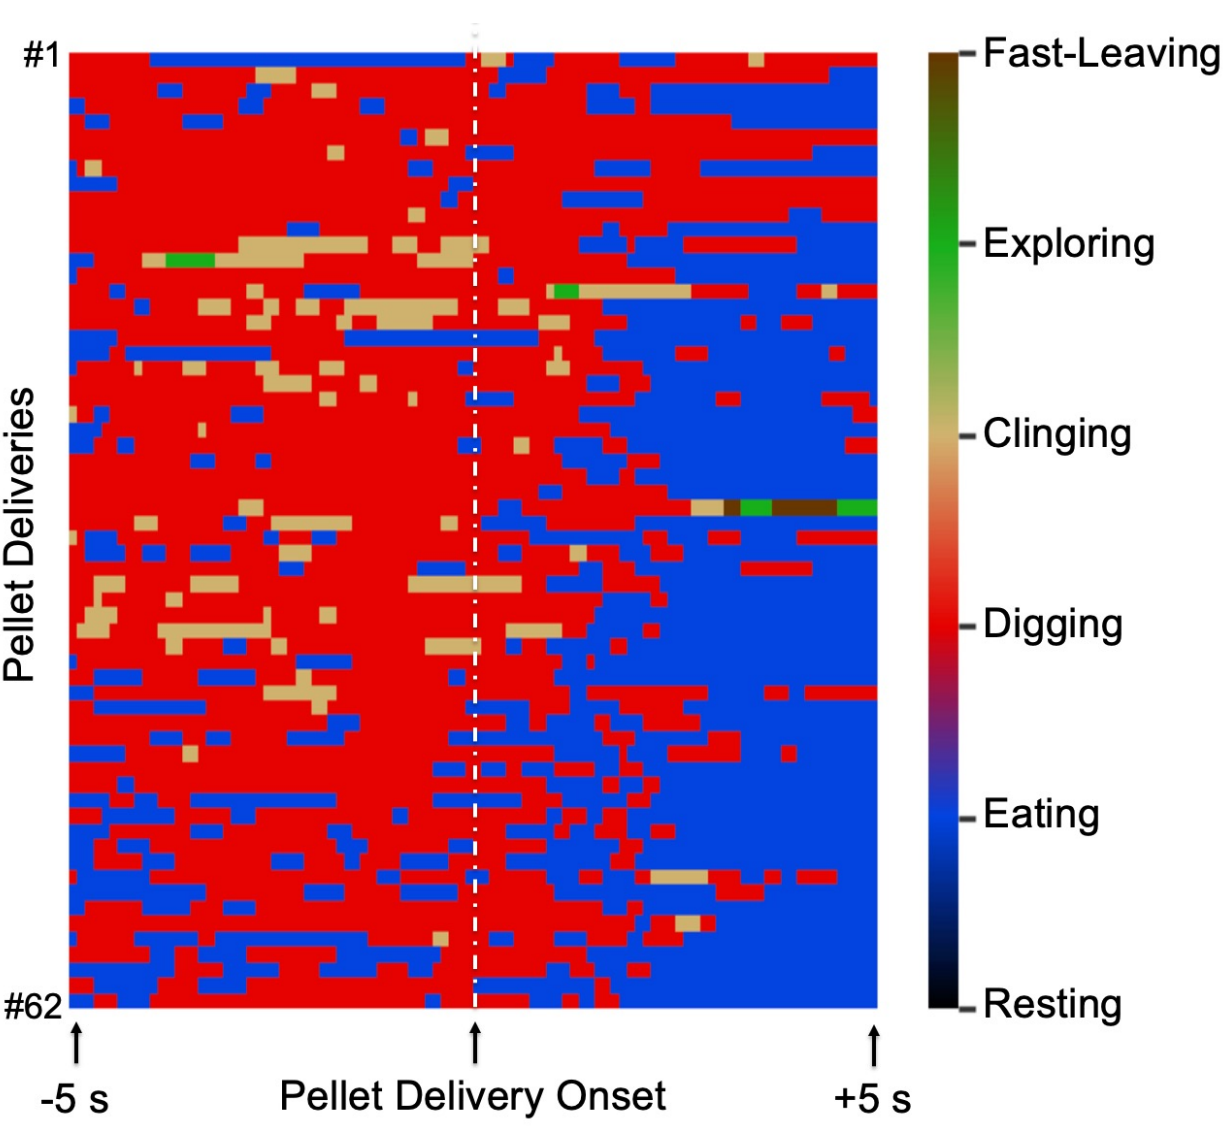 #1
Pellet Deliveries
#62
-5 s
Pellet Delivery Onset
+5 s
Fast-Leaving
Exploring
Clinging
Digging
Eating
Resting